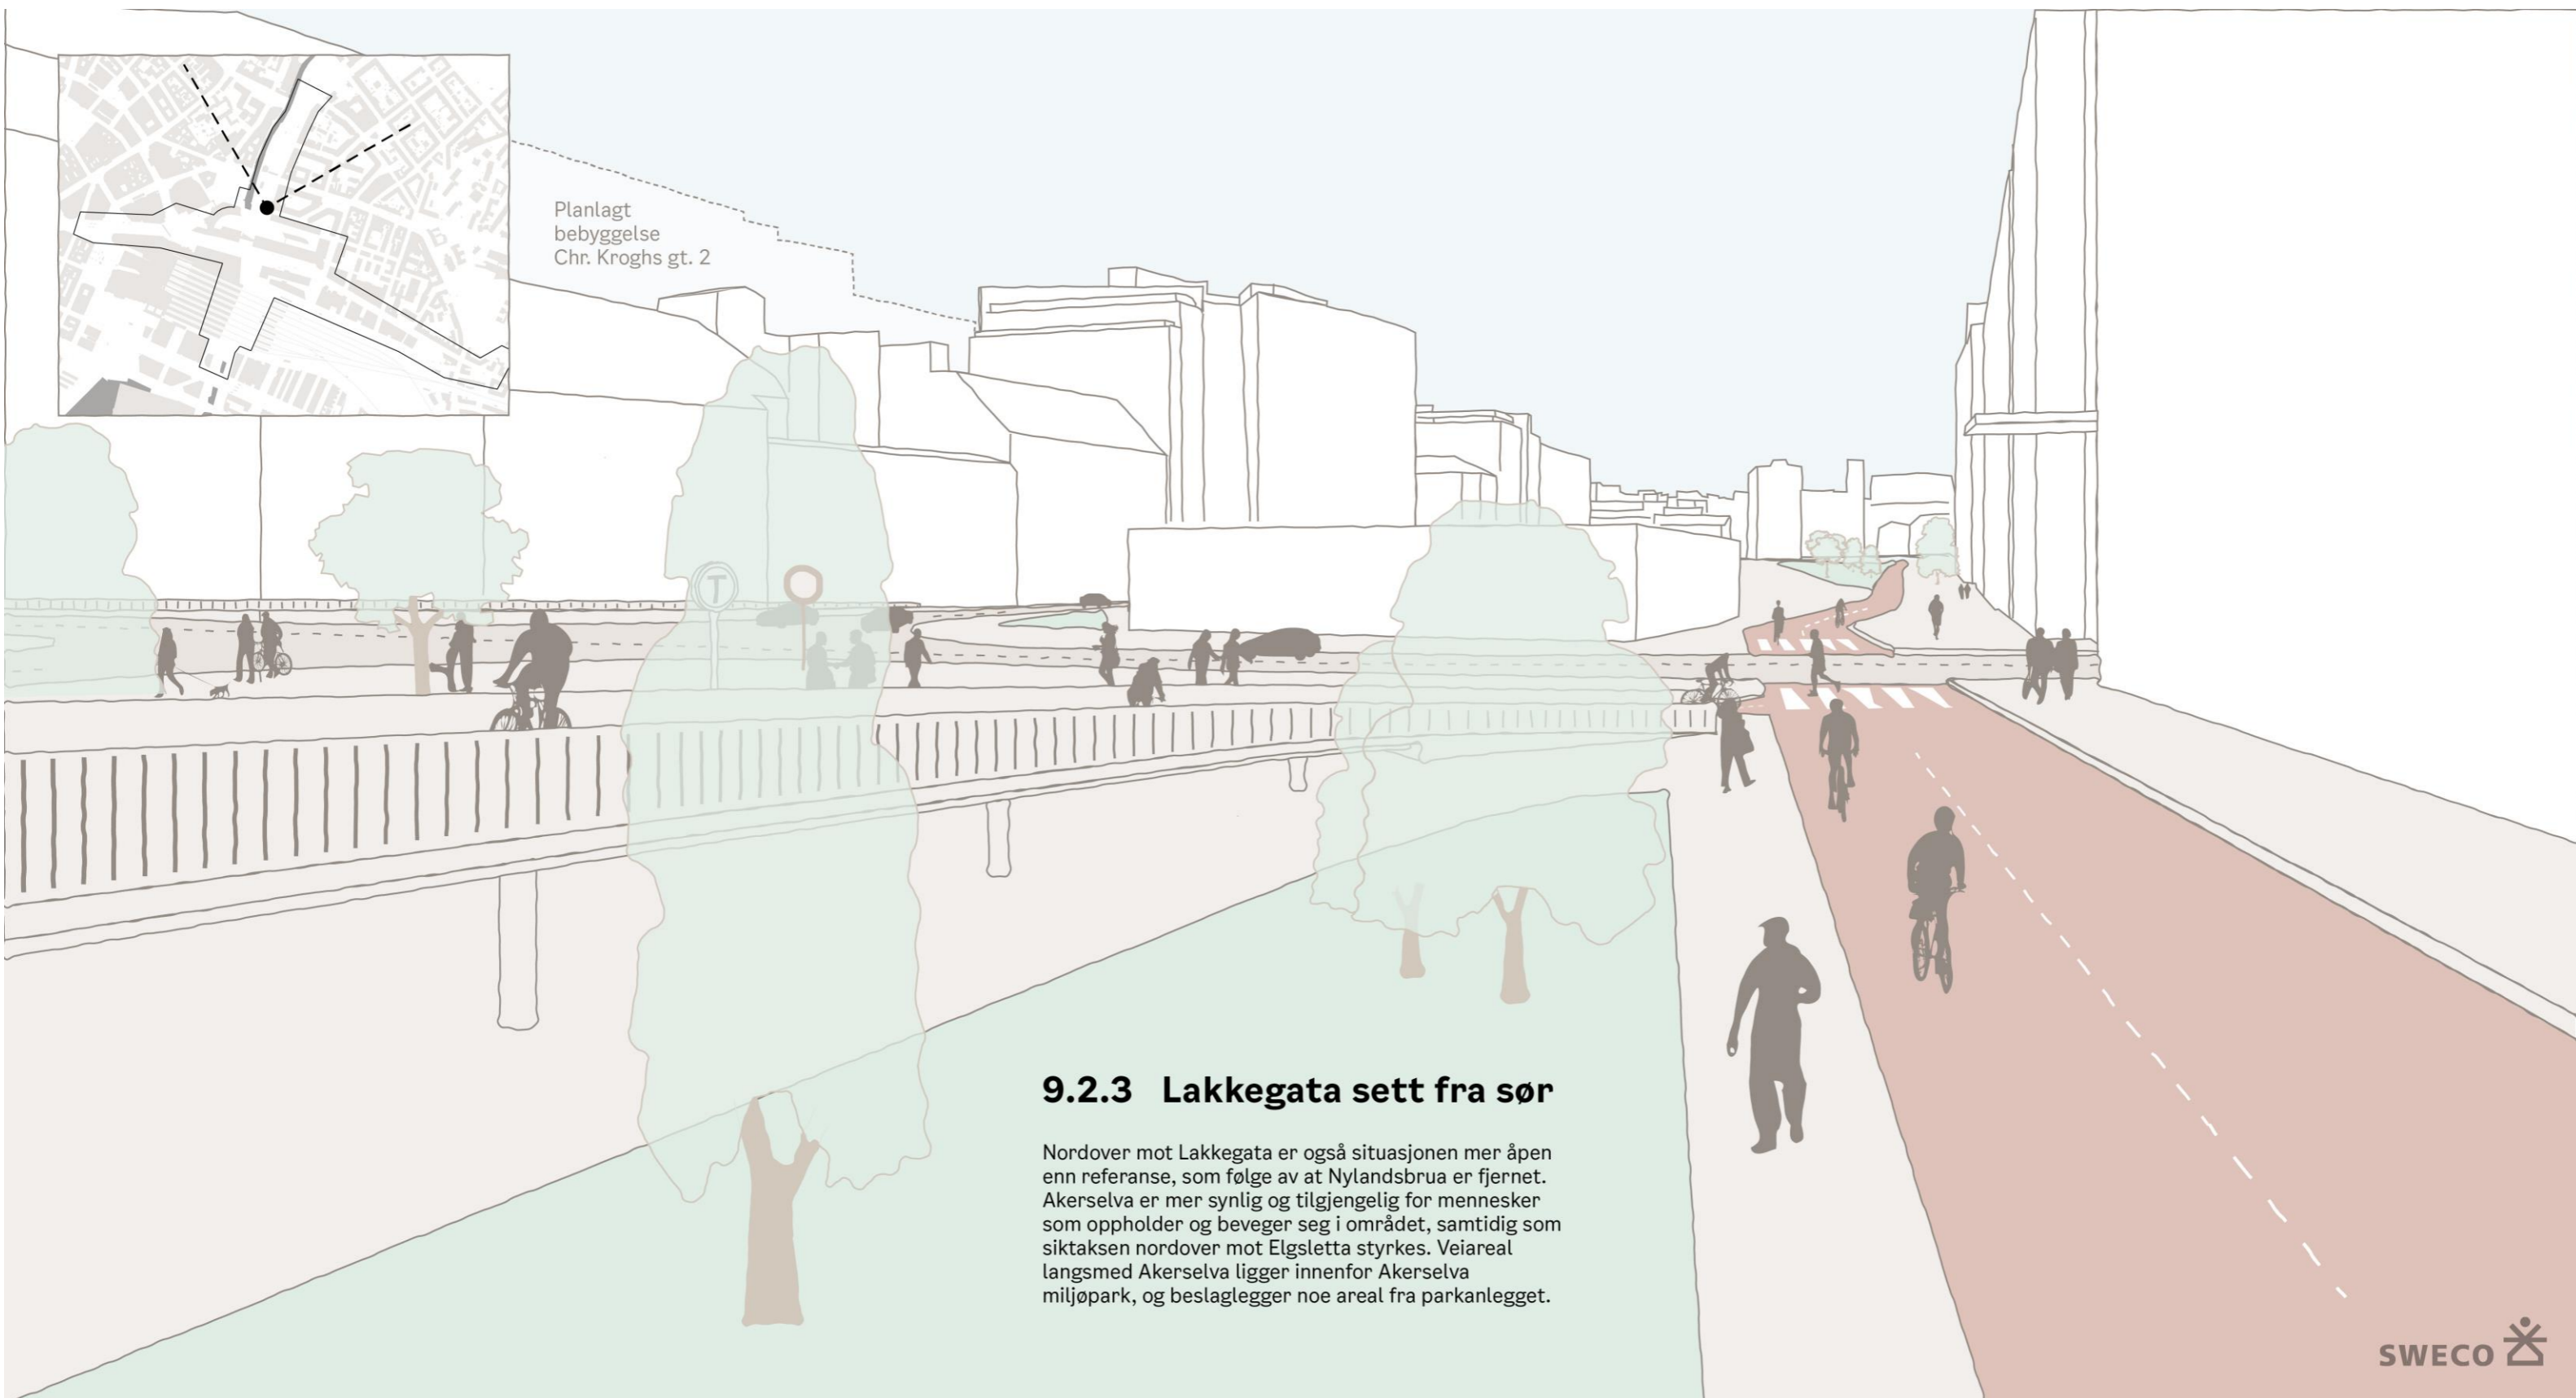 Planlagt
bebyggelse
Chr. Kroghs gt. 2
T
9.2.3 Lakkegata sett fra sør
Nordover mot Lakkegata er også situasjonen mer åpen
enn referanse, som følge av at Nylandsbrua er fjernet.
Akerselva er mer synlig og tilgjengelig for mennesker
som oppholder og beveger seg i området, samtidig som
siktaksen nordover mot Elgsletta styrkes. Veiareal
langsmed Akerselva ligger innenfor Akerselva
miljøpark, og beslaglegger noe areal fra parkanlegget.
SWECO